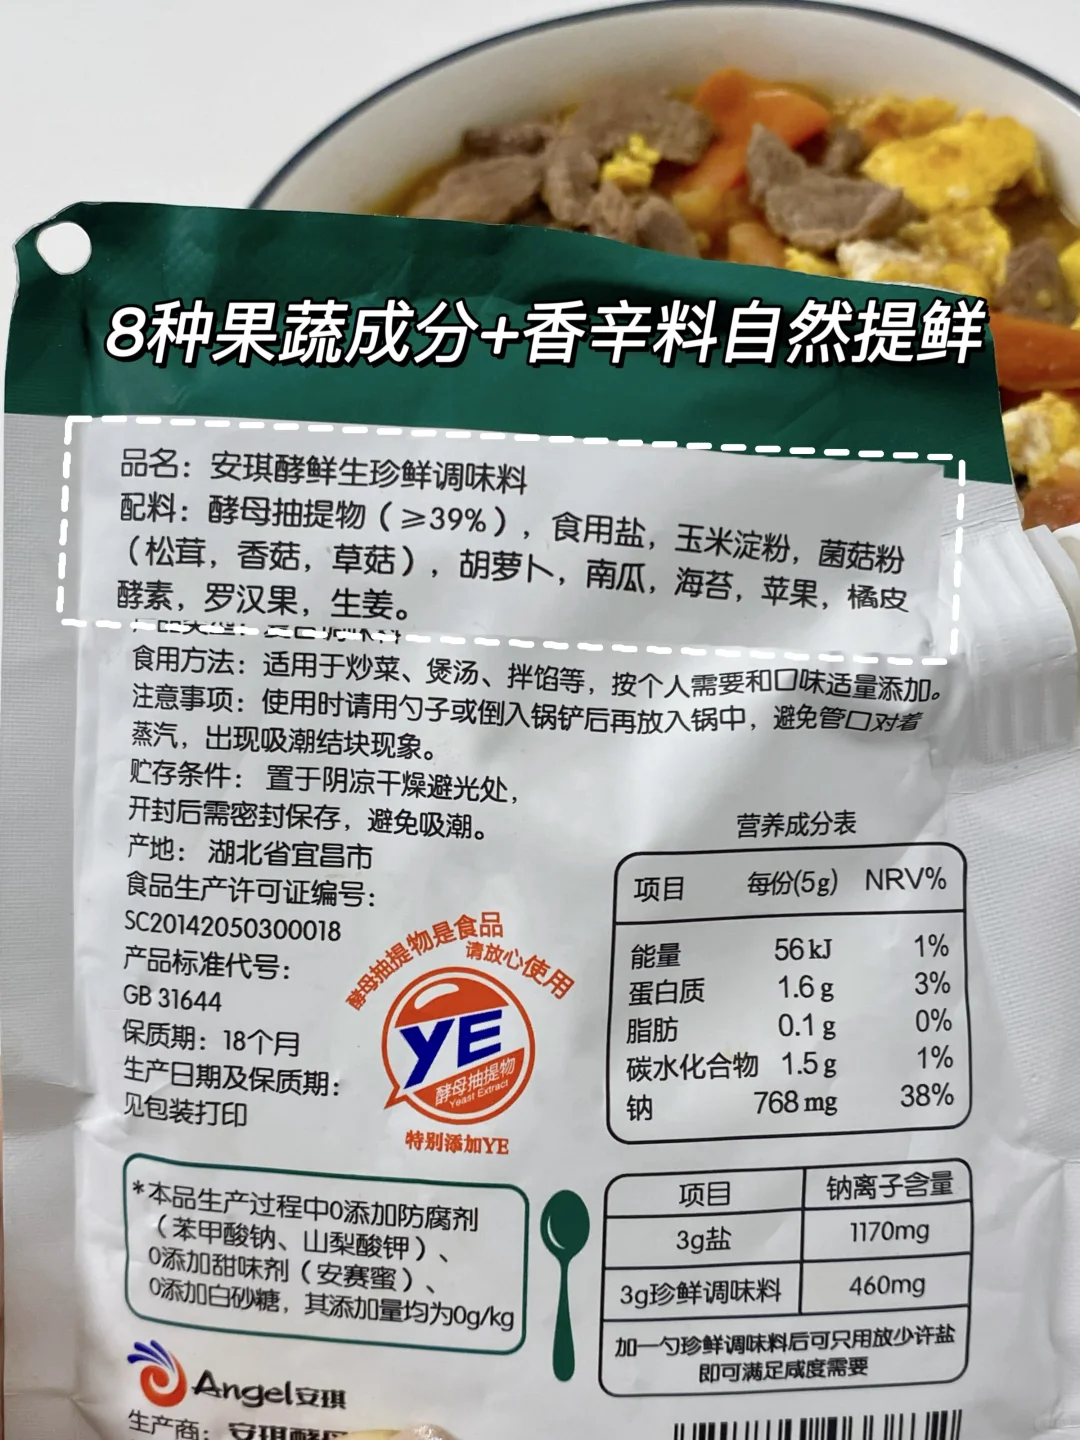 8种果蔬成分+香辛料自然提鲜
品名：安琪酵鲜生珍鲜调味料
配料：酵母抽提物（≥39%），食用盐，玉米淀粉，菌菇粉
（松茸，香菇，草菇），胡萝卜，南瓜，海苔，苹果，橘皮
酵素，罗汉果，生姜。
食用方法：适用于炒菜、煲汤、拌馅等，按个人需要和口味适量添加。
注意事项：使用时请用勺子或倒入锅铲后再放入锅中，避免管口对着
蒸汽，出现吸潮结块现象。
贮存条件：置于阴凉干燥避光处，
开封后需密封保存，避免吸潮。
产地：湖北省宜昌市
食品生产许可证编号：
SC20142050300018
产品标准代号：
GB 31644
保质期：18个月
生产日期及保质期：
见包装打印
酵母抽提物是食品
请放心使用
YE
酵母抽提物
Yeast Extract
特别添加YE
营养成分表
项目 每份(5g) NRV%
能量 56kJ 1%
蛋白质 1.6g 3%
脂肪 0.1g 0%
碳水化合物 1.5g 1%
钠 768mg 38%
*本品生产过程中0添加防腐剂
（苯甲酸钠、山梨酸钾）、
0添加甜味剂（安赛蜜）、
0添加白砂糖，其添加量均为0g/kg
项目 钠离子含量
3g盐 1170mg
3g珍鲜调味料 460mg
加一勺珍鲜调味料后可只用放少许盐
即可满足咸度需要
Angel安琪
生产商：安琪酵母